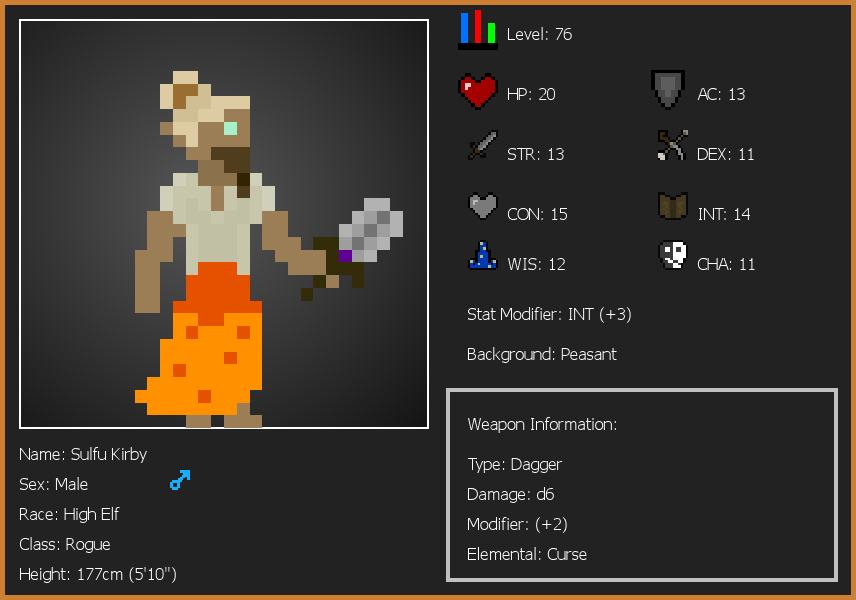 Level: 76
HP: 20
AC: 13
STR: 13
DEX: 11
CON: 15
INT: 14
WIS: 12
CHA: 11
Stat Modifier: INT (+3)
Background: Peasant
Weapon Information:
Type: Dagger
Damage: d6
Modifier: (+2)
Elemental: Curse
Name: Sulfu Kirby
Sex: Male
Race: High Elf
Class: Rogue
Height: 177cm (5'10")